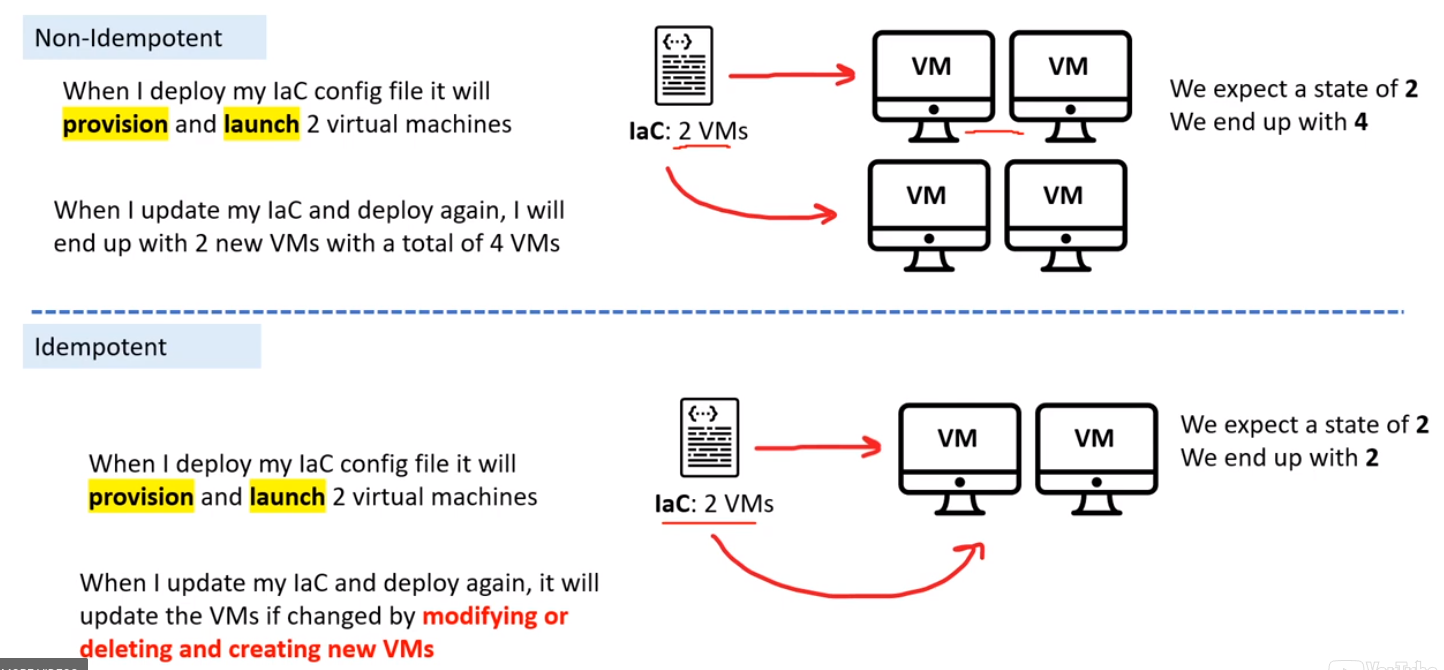 Non-Idempotent
When I deploy my IaC config file it will
provision and launch 2 virtual machines
When I update my IaC and deploy again, I will
end up with 2 new VMs with a total of 4 VMs
{...}
IaC: 2 VMs
VM
VM
VM
VM
We expect a state of 2
We end up with 4
Idempotent
When I deploy my IaC config file it will
provision and launch 2 virtual machines
When I update my IaC and deploy again, it will
update the VMs if changed by modifying or
deleting and creating new VMs
{...}
IaC: 2 VMs
VM
VM
We expect a state of 2
We end up with 2
YouTube